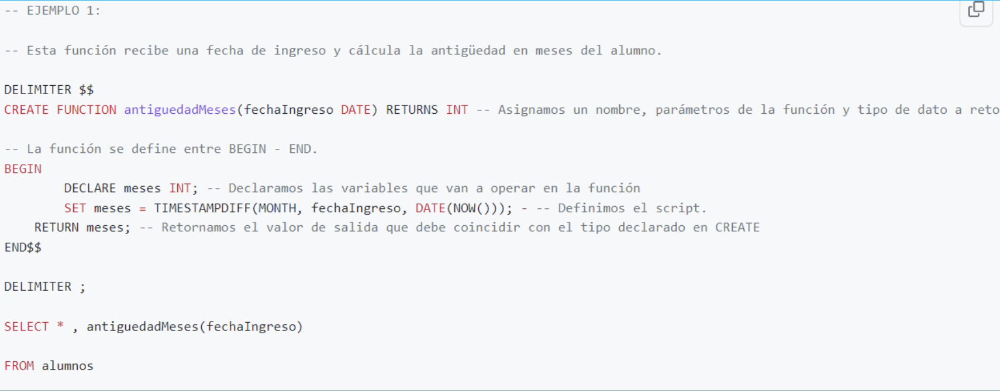 -- EJEMPLO 1:
-- Esta función recibe una fecha de ingreso y cálcula la antigüedad en meses del alumno.
DELIMITER $$
CREATE FUNCTION antiguedadMeses(fechaIngreso DATE) RETURNS INT -- Asignamos un nombre, parámetros de la función y tipo de dato a reto
-- La función se define entre BEGIN - END.
BEGIN
DECLARE meses INT; -- Declaramos las variables que van a operar en la función
SET meses = TIMESTAMPDIFF(MONTH, fechaIngreso, DATE(NOW())); - -- Definimos el script.
RETURN meses; -- Retornamos el valor de salida que debe coincidir con el tipo declarado en CREATE
END$$
DELIMITER ;
SELECT * , antiguedadMeses(fechaIngreso)
FROM alumnos